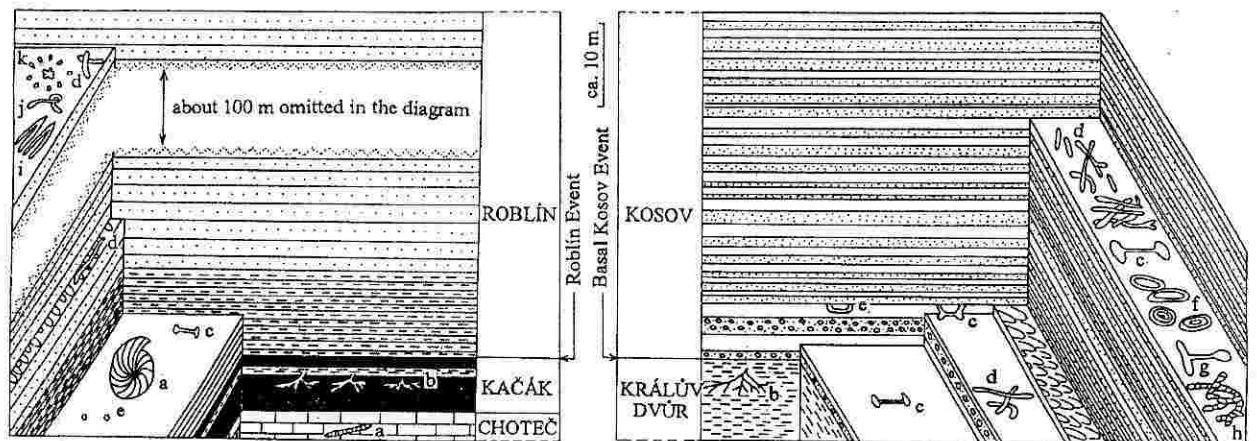 k
d
j
i
about 100 m omitted in the diagram
d
c
a
e
b
a
ROBLÍN
KAČÁK
CHOTEČ
Roblín Event
Basal Kosov Event
ca. 10 m
KOSOV
KRÁLŮV
DVŮR
e
c
b
c
d
d
c
f
g
h